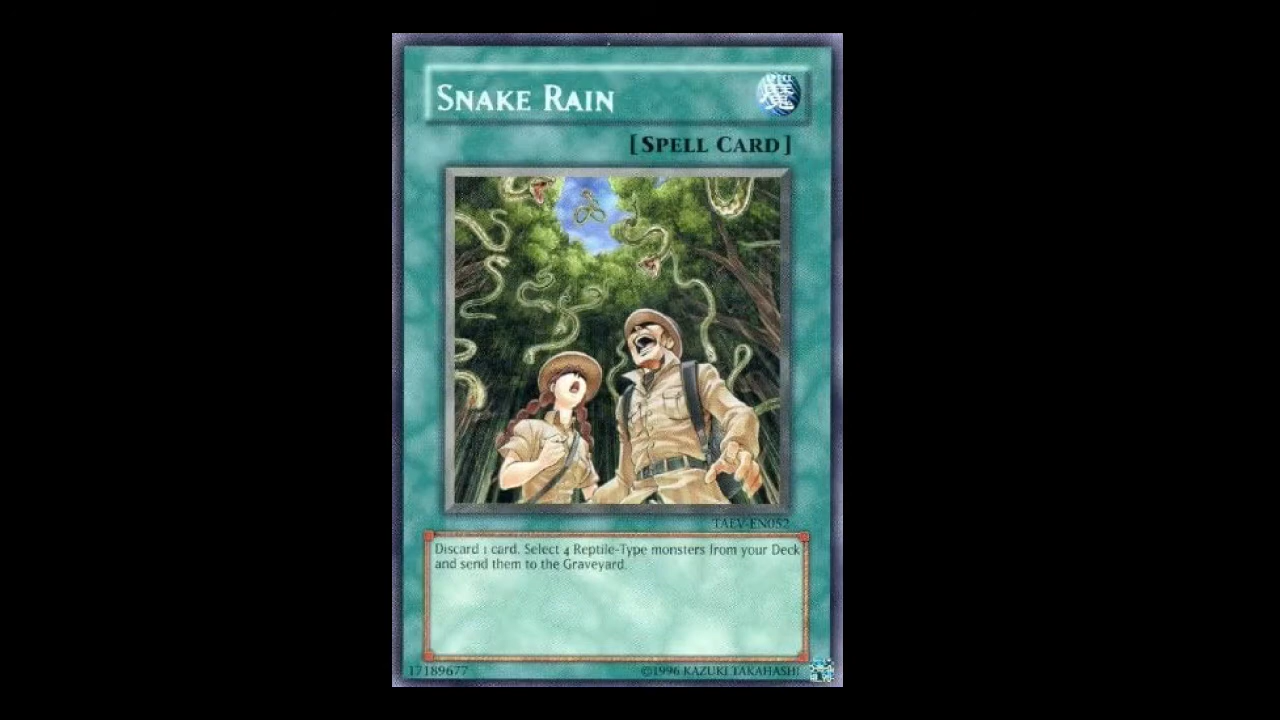 SNAKE RAIN
魔
[SPELL CARD]
TAEV-EN052
Discard 1 card. Select 4 Reptile-Type monsters from your Deck
and send them to the Graveyard.
17189677
©1996 KAZUKI TAKAHASHI